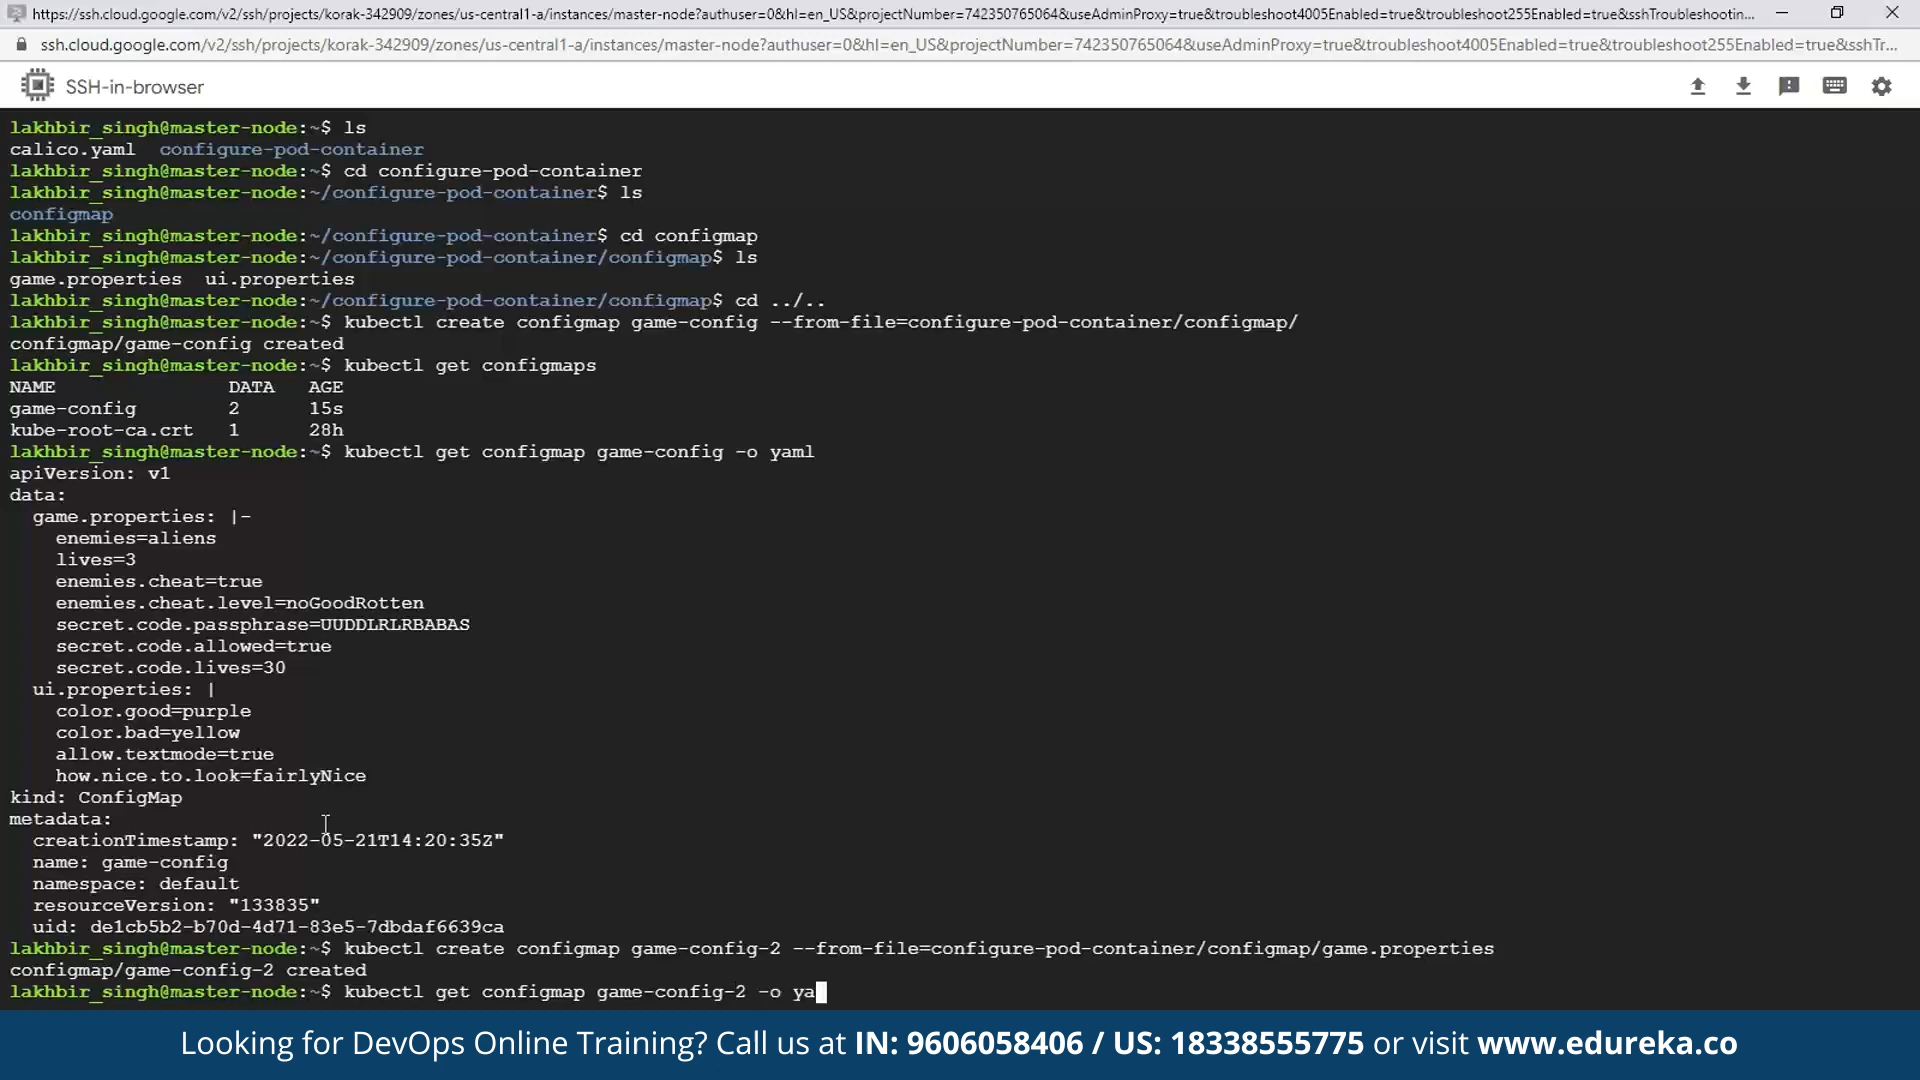 https://ssh.cloud.google.com/v2/ssh/projects/korak-342909/zones/us-central1-a/instances/master-node?authuser=0&hl=en_US&projectNumber=742350765064&useAdminProxy=true&troubleshoot4005Enabled=true&troubleshoot255Enabled=true&sshTroubleshootin...
ssh.cloud.google.com/v2/ssh/projects/korak-342909/zones/us-central1-a/instances/master-node?authuser=0&hl=en_US&projectNumber=742350765064&useAdminProxy=true&troubleshoot4005Enabled=true&troubleshoot255Enabled=true&sshTr...
SSH-in-browser
lakhbir_singh@master-node:~$ ls
calico.yaml  configure-pod-container
lakhbir_singh@master-node:~$ cd configure-pod-container
lakhbir_singh@master-node:~/configure-pod-container$ ls
configmap
lakhbir_singh@master-node:~/configure-pod-container$ cd configmap
lakhbir_singh@master-node:~/configure-pod-container/configmap$ ls
game.properties  ui.properties
lakhbir_singh@master-node:~/configure-pod-container/configmap$ cd ../..
lakhbir_singh@master-node:~$ kubectl create configmap game-config --from-file=configure-pod-container/configmap/
configmap/game-config created
lakhbir_singh@master-node:~$ kubectl get configmaps
NAME               DATA   AGE
game-config        2      15s
kube-root-ca.crt   1      28h
lakhbir_singh@master-node:~$ kubectl get configmap game-config -o yaml
apiVersion: v1
data:
  game.properties: |-
    enemies=aliens
    lives=3
    enemies.cheat=true
    enemies.cheat.level=noGoodRotten
    secret.code.passphrase=UUDDLRLRBABAS
    secret.code.allowed=true
    secret.code.lives=30
  ui.properties: |
    color.good=purple
    color.bad=yellow
    allow.textmode=true
    how.nice.to.look=fairlyNice
kind: ConfigMap
metadata:
  creationTimestamp: "2022-05-21T14:20:35Z"
  name: game-config
  namespace: default
  resourceVersion: "133835"
  uid: de1cb5b2-b70d-4d71-83e5-7dbdaf6639ca
lakhbir_singh@master-node:~$ kubectl create configmap game-config-2 --from-file=configure-pod-container/configmap/game.properties
configmap/game-config-2 created
lakhbir_singh@master-node:~$ kubectl get configmap game-config-2 -o ya
Looking for DevOps Online Training? Call us at IN: 9606058406 / US: 18338555775 or visit www.edureka.co